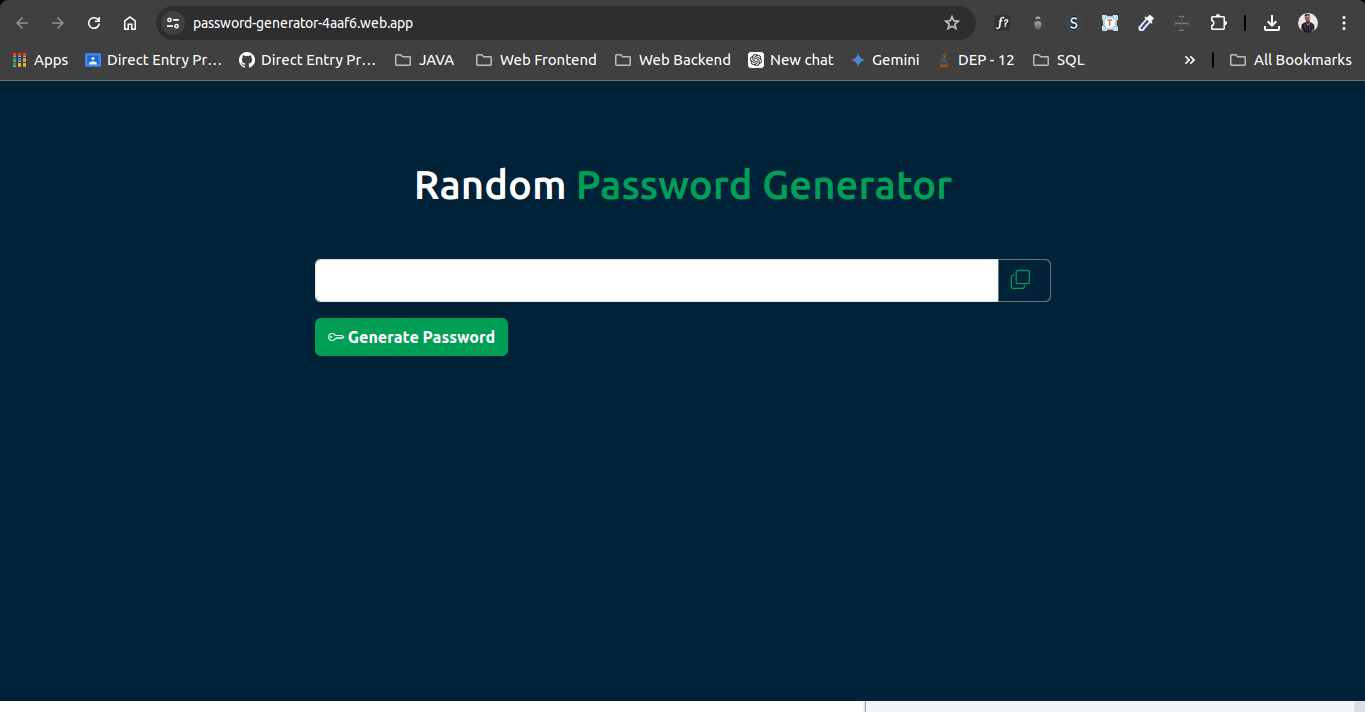 password-generator-4aaf6.web.app
f?
S
T
Apps Direct Entry Pr... Direct Entry Pr... JAVA Web Frontend Web Backend New chat Gemini DEP - 12 SQL » All Bookmarks
Random Password Generator
Generate Password